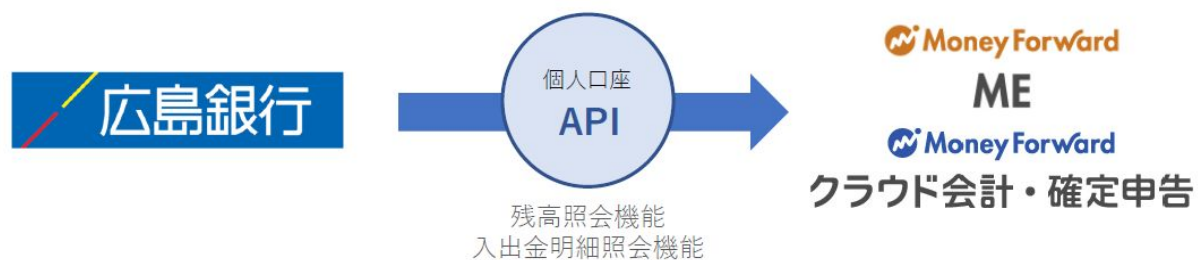 広島銀行
個人口座
API
残高照会機能
入出金明細照会機能
Money Forward
ME
Money Forward
クラウド会計・確定申告